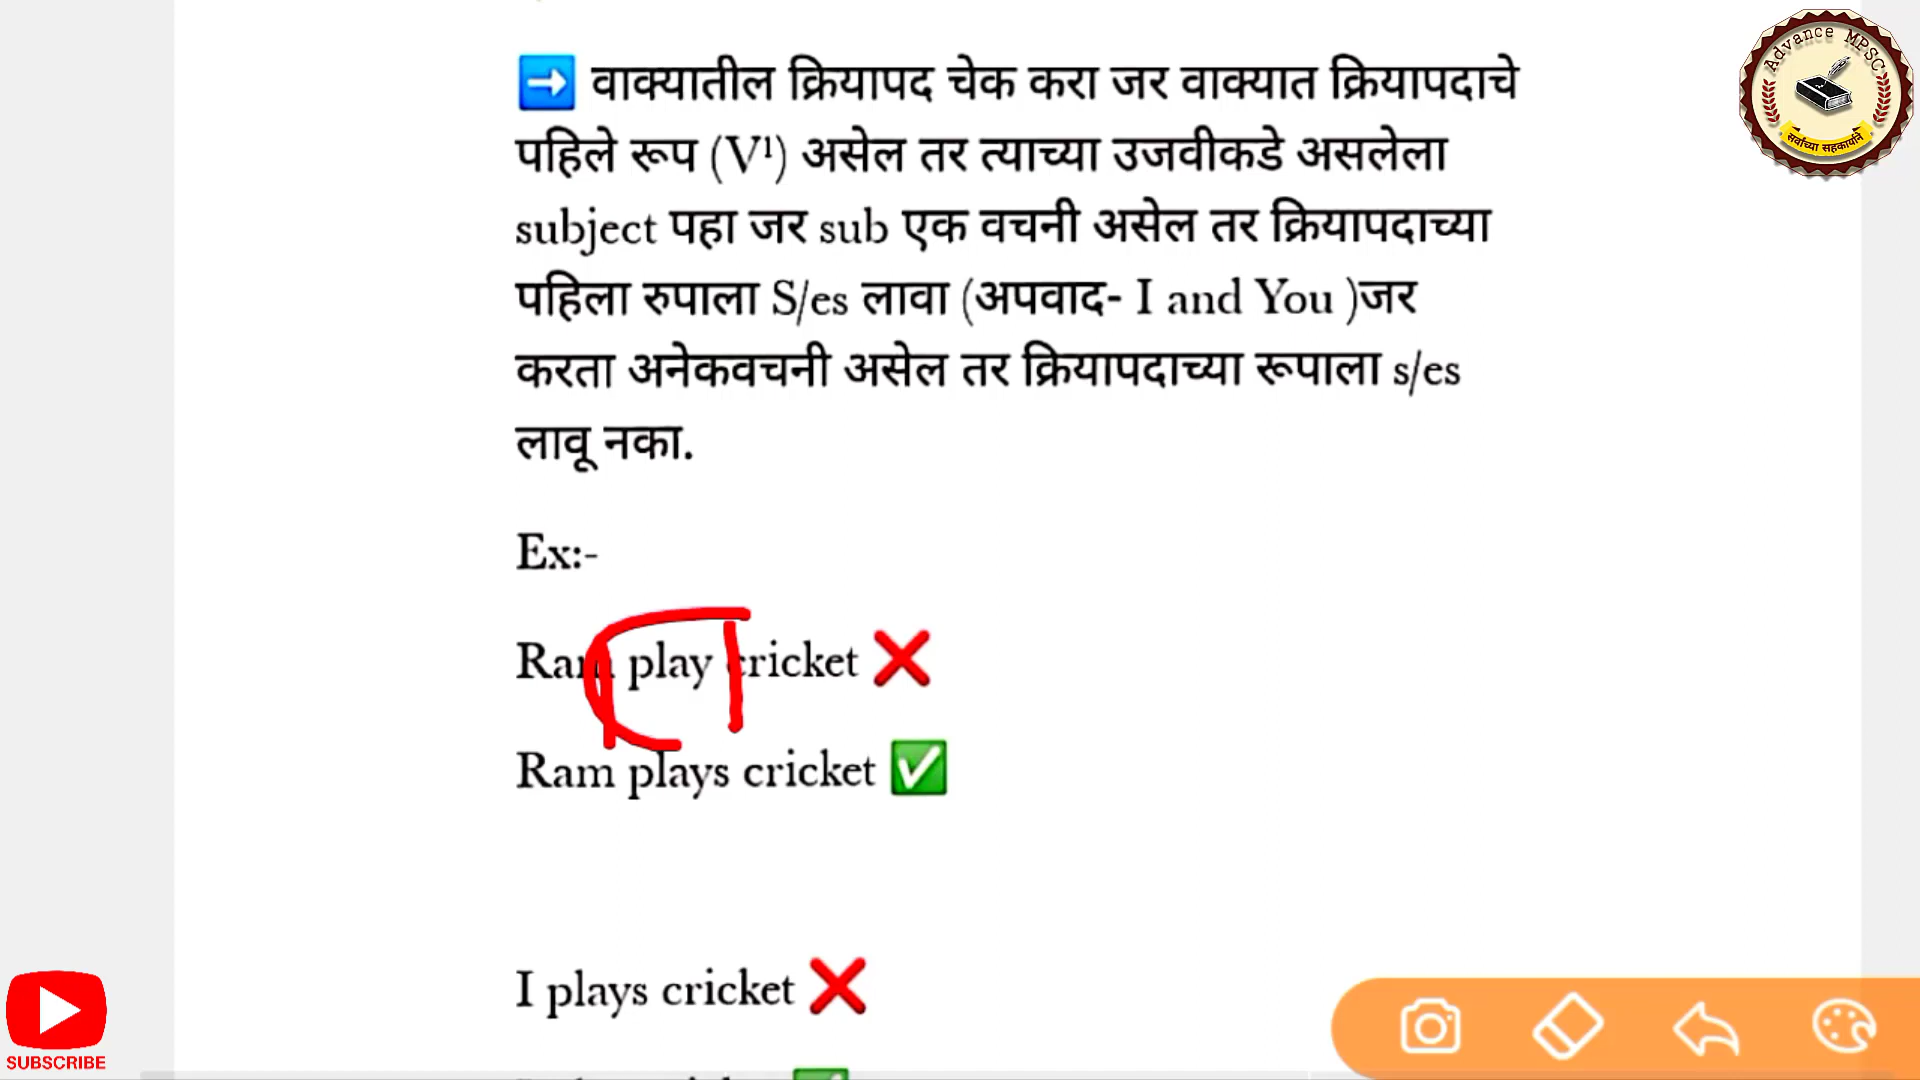 Advance MPSC
सर्वांच्या सहकार्याने
➡️ वाक्यातील क्रियापद चेक करा जर वाक्यात क्रियापदाचे
पहिले रूप (V¹) असेल तर त्याच्या उजवीकडे असलेला
subject पहा जर sub एक वचनी असेल तर क्रियापदाच्या
पहिला रुपाला S/es लावा (अपवाद- I and You )जर
करता अनेकवचनी असेल तर क्रियापदाच्या रूपाला s/es
लावू नका.
Ex:-
Ram play cricket ❌
Ram plays cricket ✅
I plays cricket ❌
SUBSCRIBE